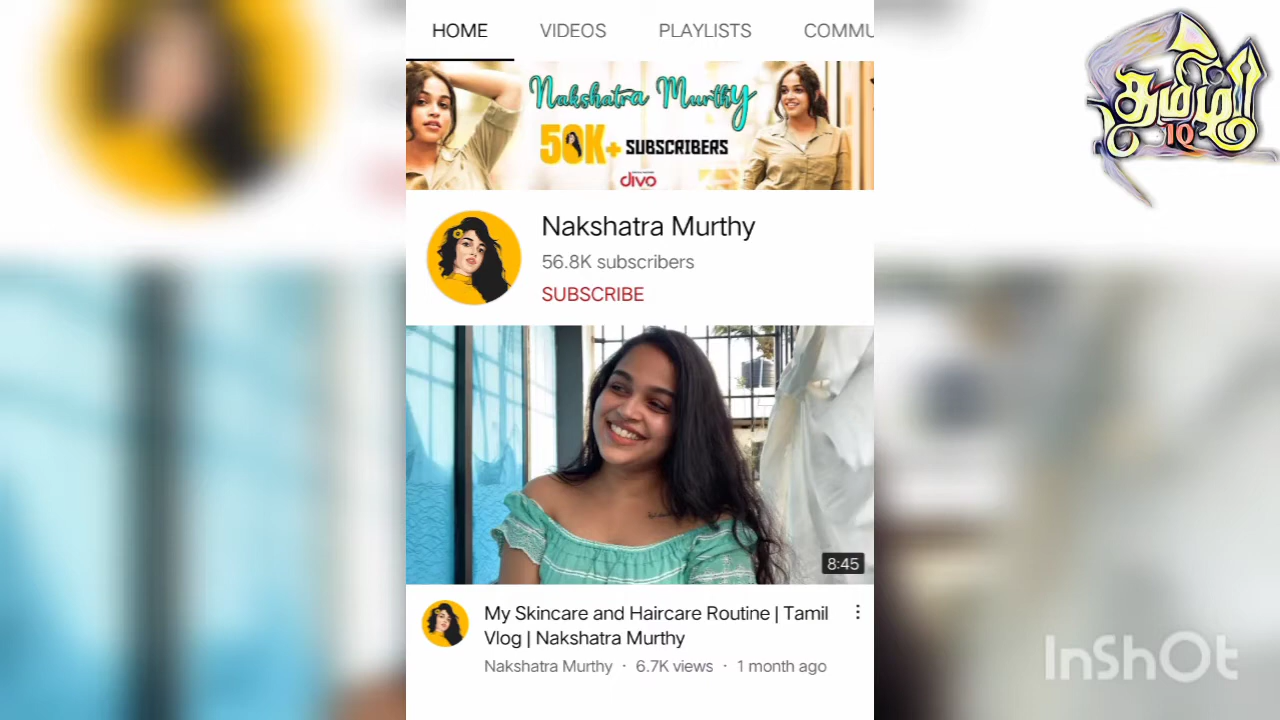 HOME VIDEOS PLAYLISTS COMMU
Nakshatra Murthy
50K+ SUBSCRIBERS
divo
தமிழ்
IQ
Nakshatra Murthy
56.8K subscribers
SUBSCRIBE
8:45
My Skincare and Haircare Routine | Tamil
Vlog | Nakshatra Murthy
Nakshatra Murthy · 6.7K views · 1 month ago
InShOt